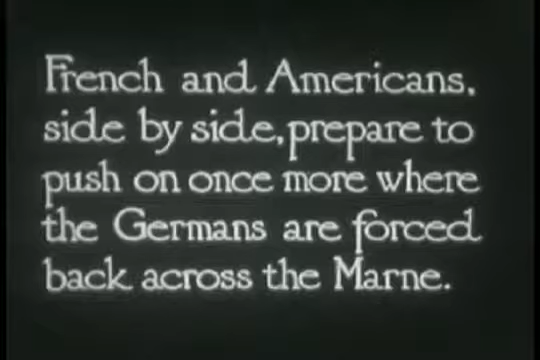 French and Americans,
side by side, prepare to
push on once more where
the Germans are forced
back across the Marne.